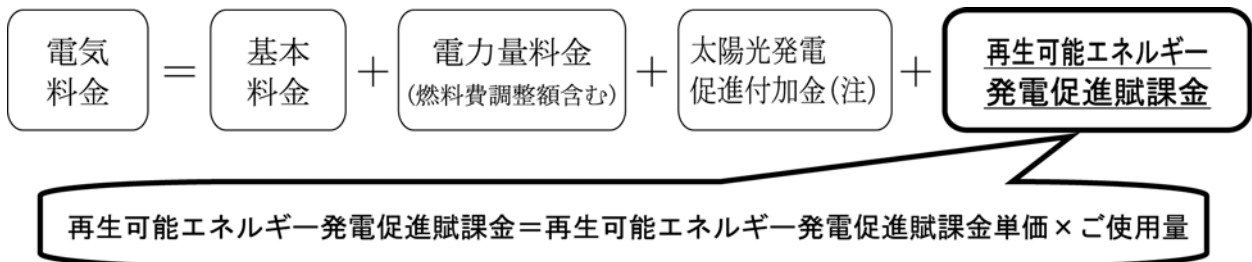 電気
料金
=
基本
料金
+
電力量料金
(燃料費調整額含む)
+
太陽光発電
促進付加金(注)
+
再生可能エネルギー
発電促進賦課金
再生可能エネルギー発電促進賦課金=再生可能エネルギー発電促進賦課金単価×ご使用量